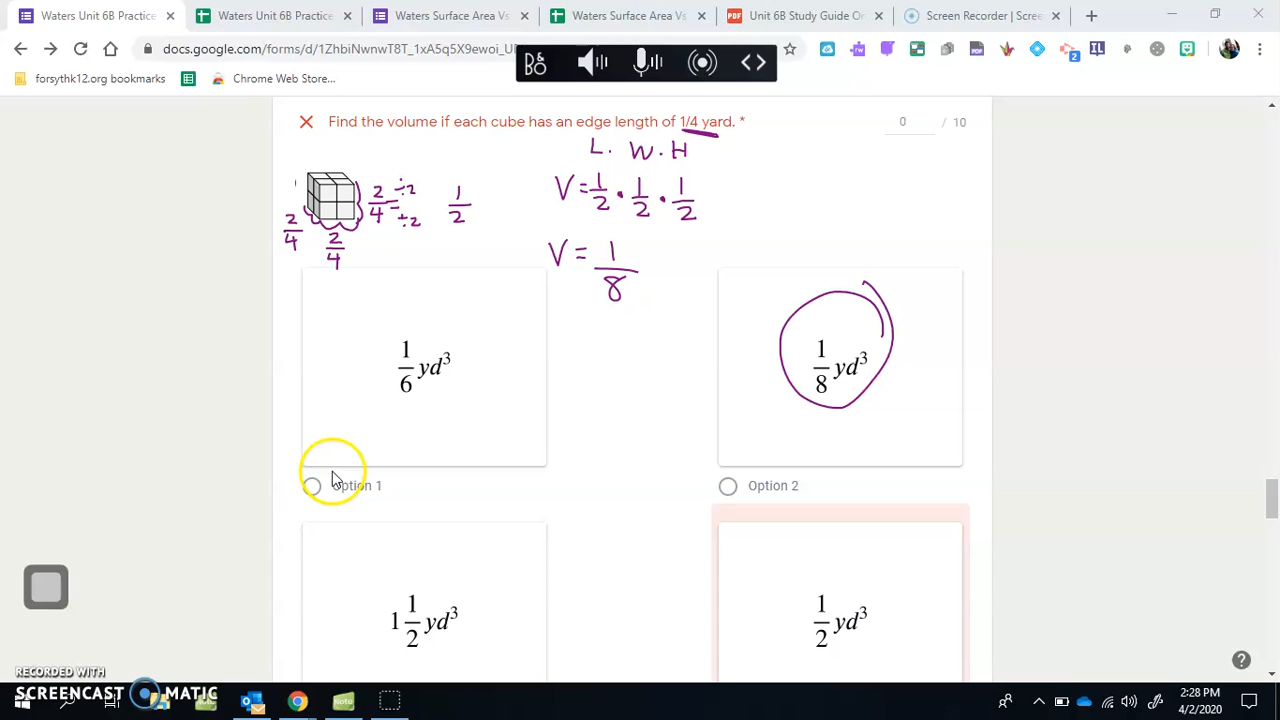 Waters Unit 6B Practice
Waters Unit 6B Practice
Waters Surface Area Vs
Waters Surface Area Vs
Unit 6B Study Guide On
Screen Recorder | Scree
docs.google.com/forms/d/1ZhbiNwnwT8T_1xA5q5X9ewoi_U
forsythk12.org bookmarks
Chrome Web Store...
Find the volume if each cube has an edge length of 1/4 yard. *
0 / 10
L. W. H
V = 1/2 · 1/2 · 1/2
2/4 ÷2 = ÷2 1/2
2/4
2/4
V = 1/8
1/6 yd³
1/8 yd³
Option 1
Option 2
1 1/2 yd³
1/2 yd³
RECORDED WITH
SCREENCAST MATIC
2:28 PM
4/2/2020